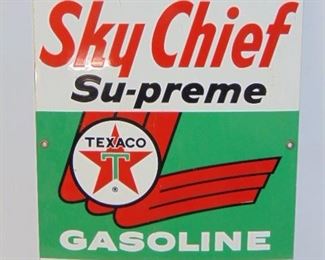 Sky Chief
Su-preme
TEXACO
T
®
GASOLINE